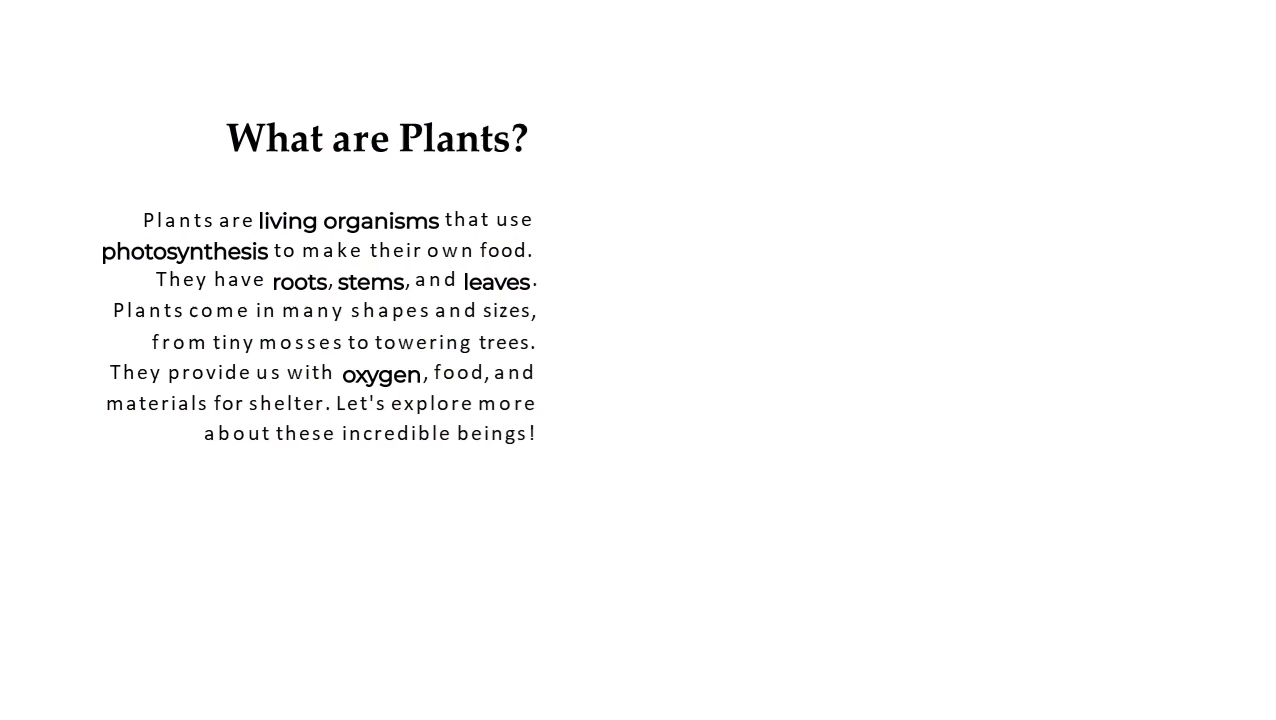 What are Plants?
Plants are living organisms that use
photosynthesis to make their own food.
They have roots, stems, and leaves.
Plants come in many shapes and sizes,
from tiny mosses to towering trees.
They provide us with oxygen, food, and
materials for shelter. Let's explore more
about these incredible beings!